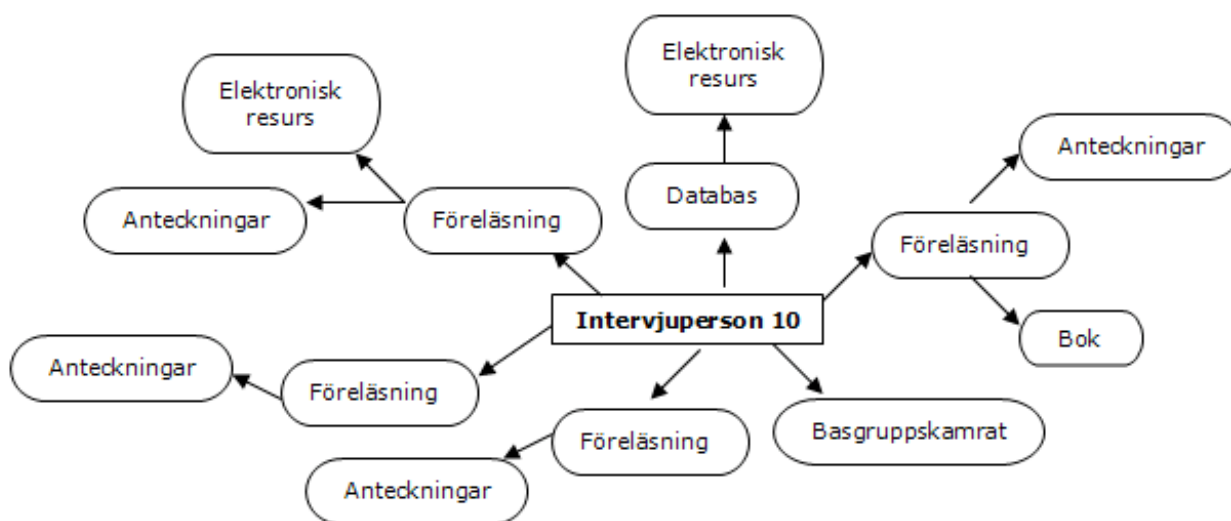 Elektronisk
resurs
Elektronisk
resurs
Anteckningar
Databas
Anteckningar
Föreläsning
Föreläsning
Intervjuperson 10
Bok
Anteckningar
Föreläsning
Basgruppskamrat
Föreläsning
Anteckningar